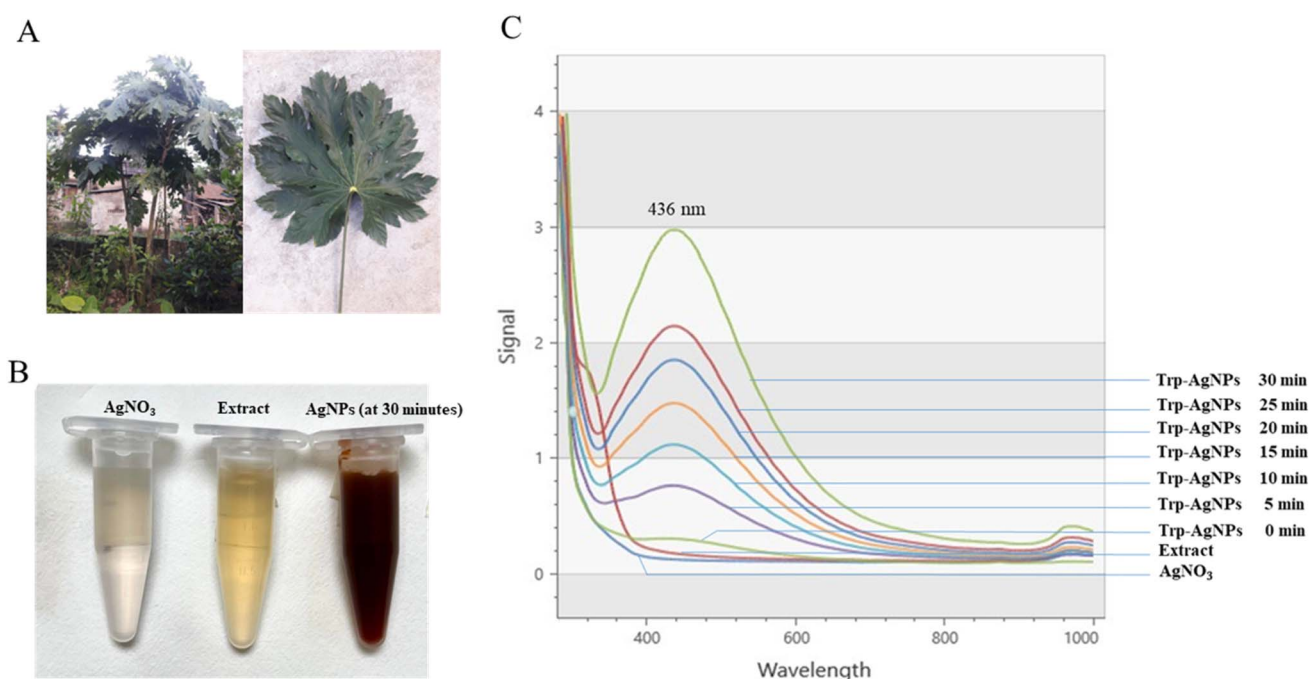 A
B
AgNO₃
Extract
AgNPs (at 30 minutes)
C
Signal
4
3
2
1
0
436 nm
400
600
800
1000
Wavelength
Trp-AgNPs 30 min
Trp-AgNPs 25 min
Trp-AgNPs 20 min
Trp-AgNPs 15 min
Trp-AgNPs 10 min
Trp-AgNPs 5 min
Trp-AgNPs 0 min
Extract
AgNO₃